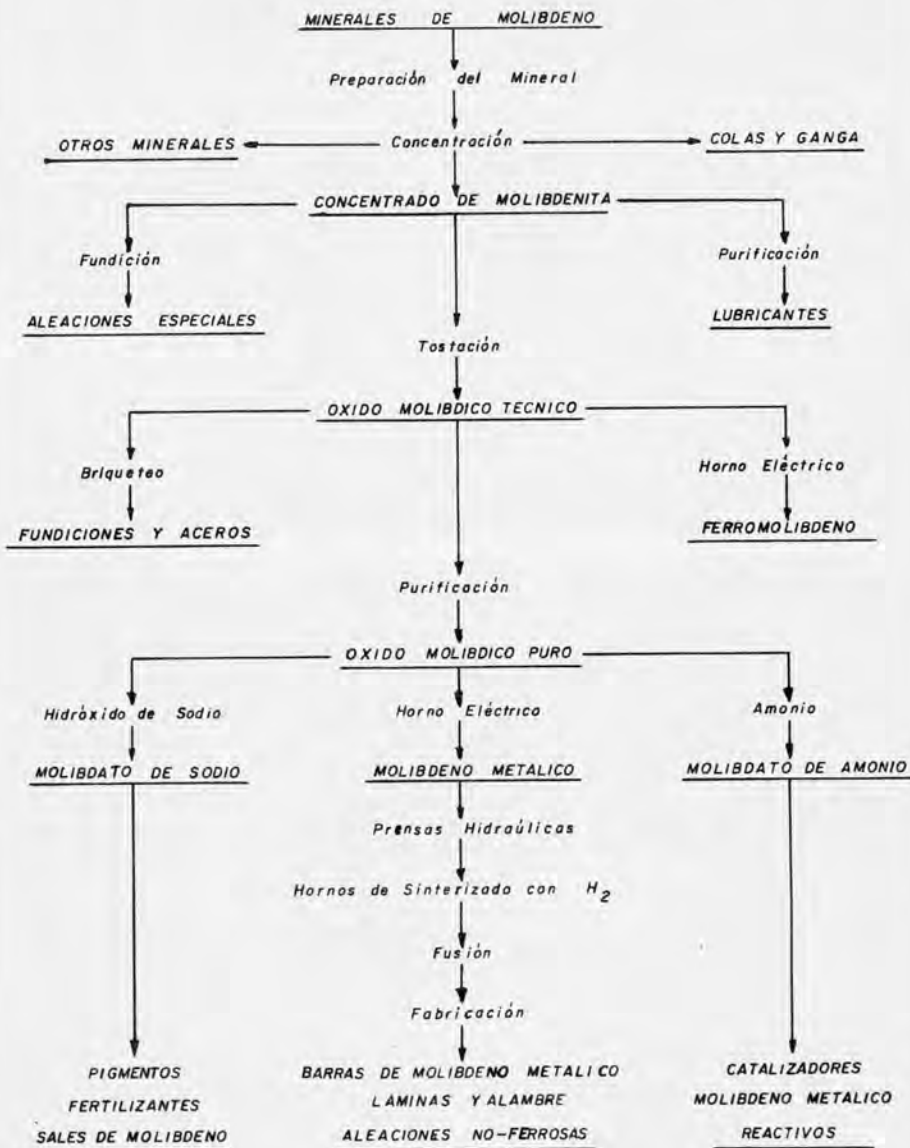 MINERALES DE MOLIBDENO
Preparación del Mineral
OTROS MINERALES
Concentración
COLAS Y GANGA
CONCENTRADO DE MOLIBDENITA
Fundición
Purificación
ALEACIONES ESPECIALES
LUBRICANTES
Tostación
OXIDO MOLIBDICO TECNICO
Briqueteo
Horno Eléctrico
FUNDICIONES Y ACEROS
FERROMOLIBDENO
Purificación
OXIDO MOLIBDICO PURO
Hidróxido de Sodio
Horno Eléctrico
Amonio
MOLIBDATO DE SODIO
MOLIBDENO METALICO
MOLIBDATO DE AMONIO
Prensas Hidraúlicas
Hornos de Sinterizado con H2
Fusión
Fabricación
PIGMENTOS
FERTILIZANTES
SALES DE MOLIBDENO
BARRAS DE MOLIBDENO METALICO
LAMINAS Y ALAMBRE
ALEACIONES NO-FERROSAS
CATALIZADORES
MOLIBDENO METALICO
REACTIVOS